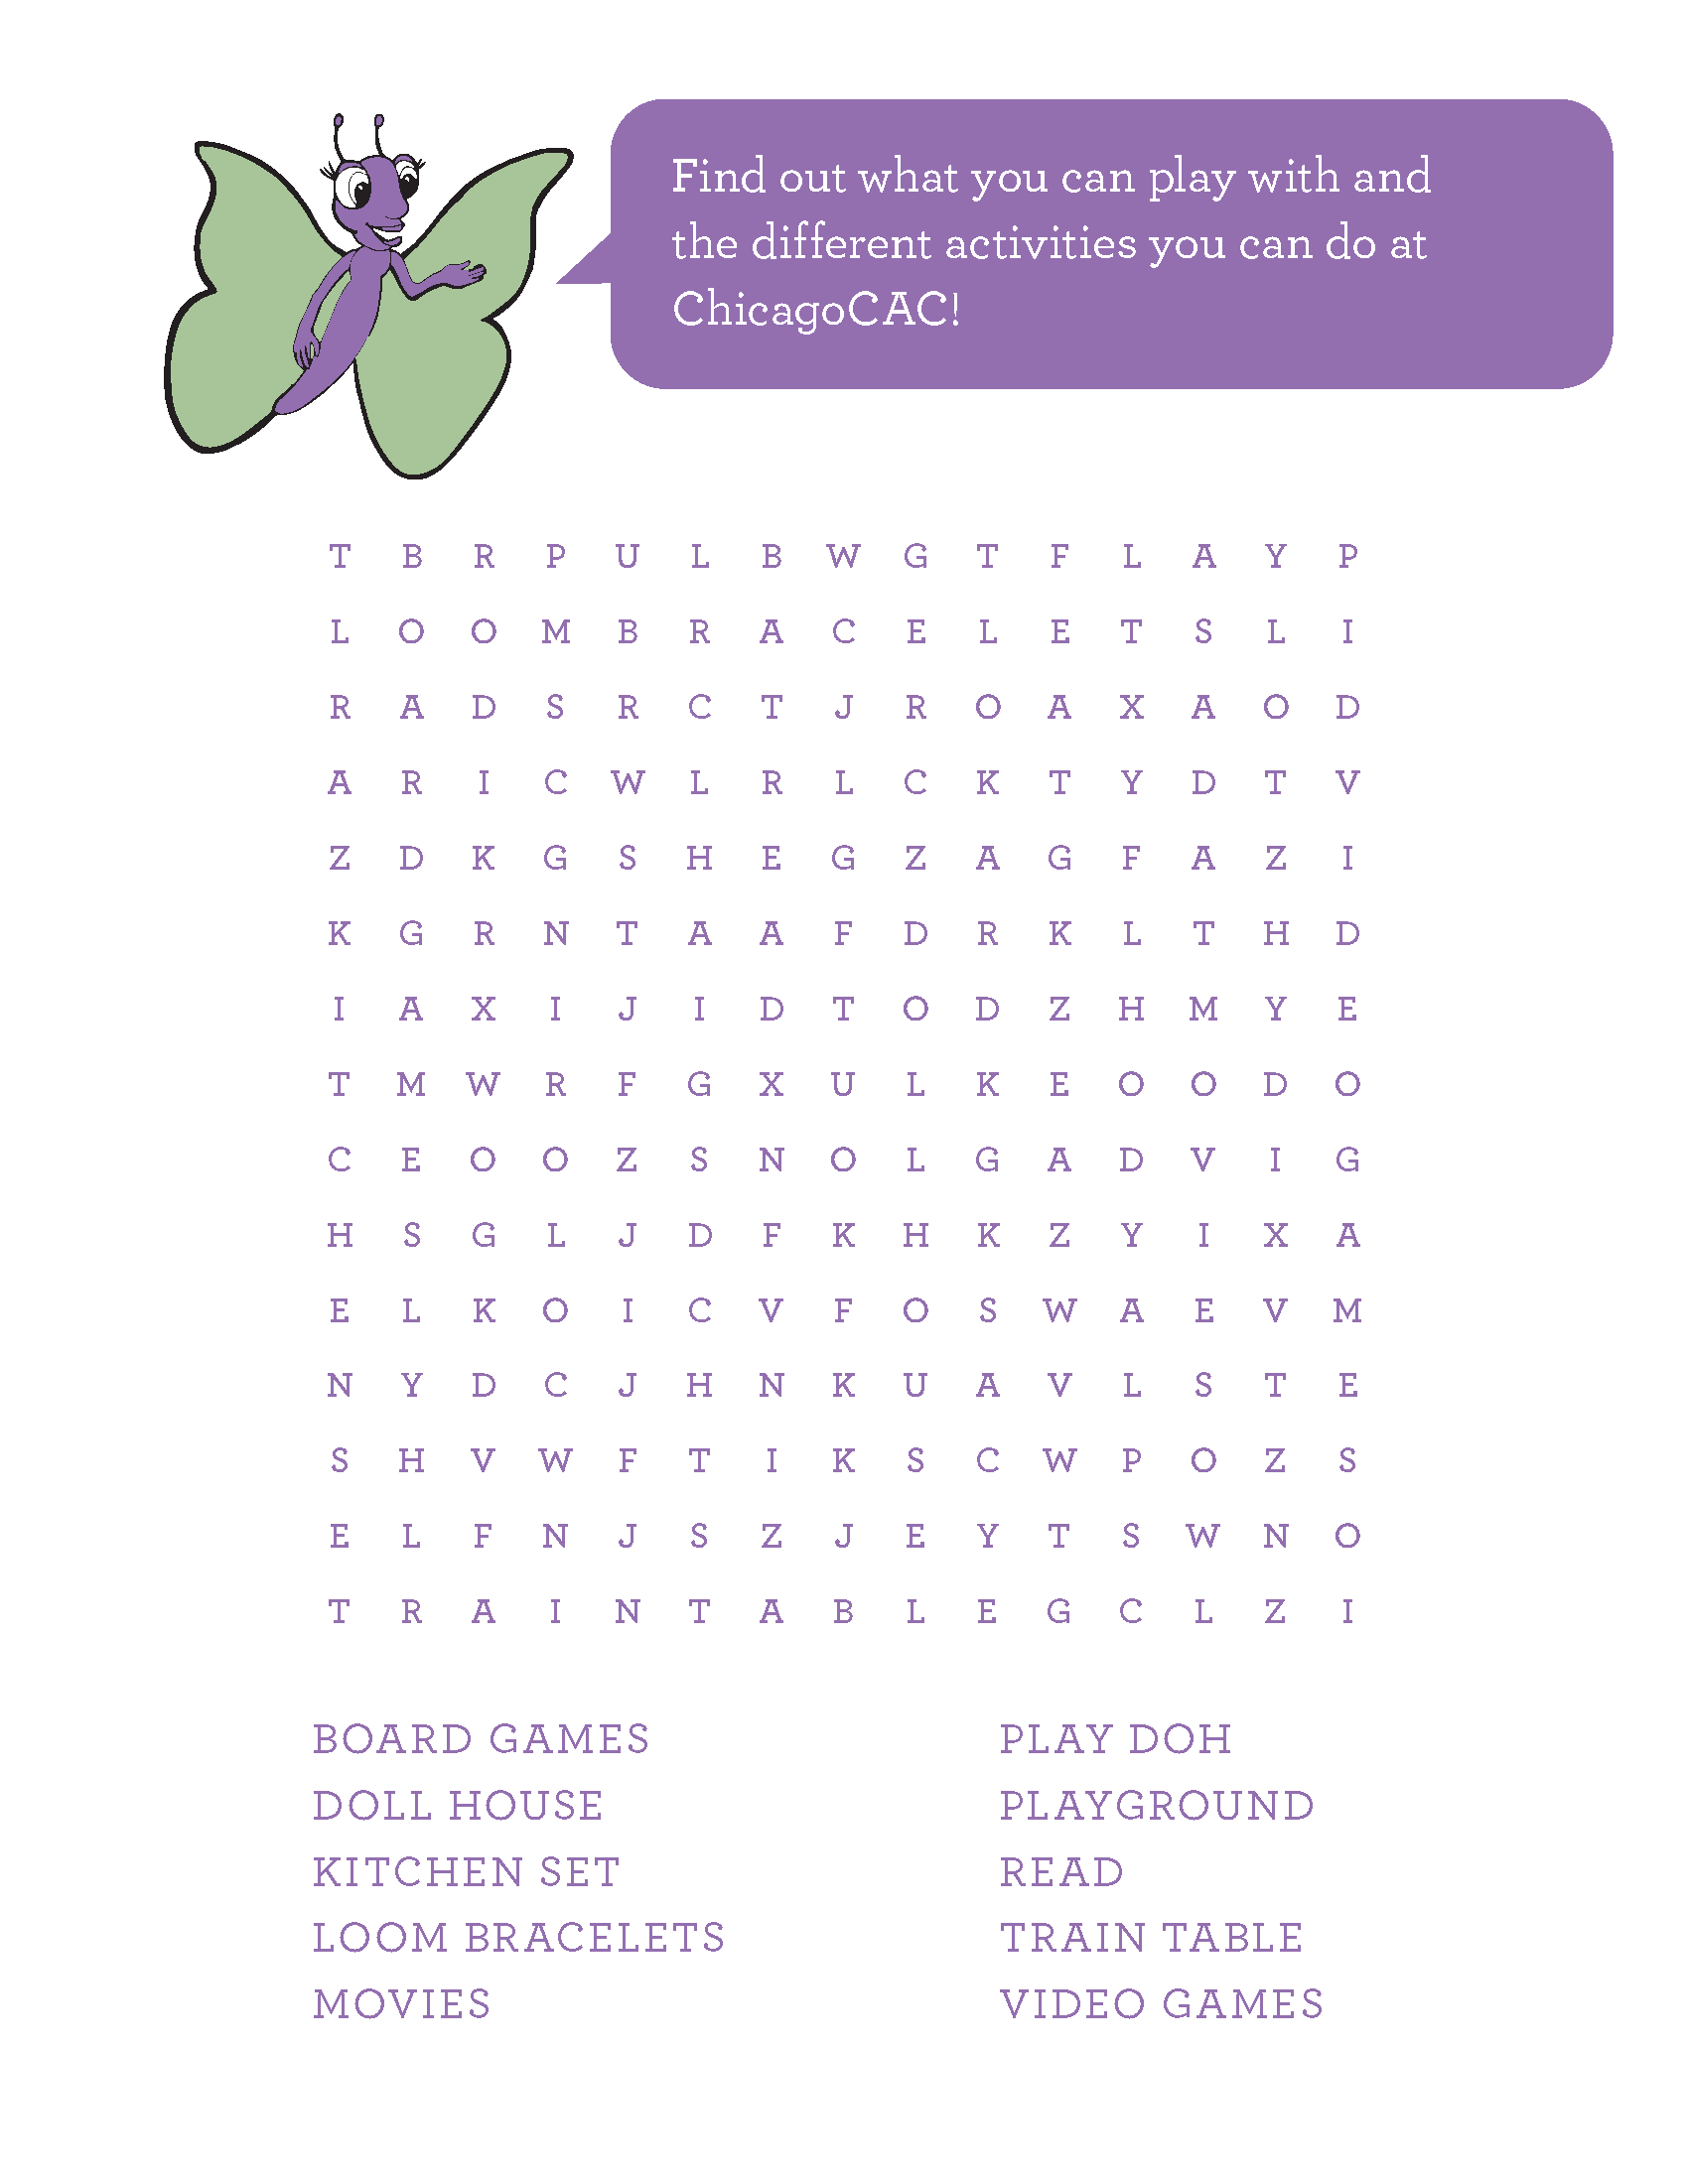 Find out what you can play with and
the different activities you can do at
ChicagoCAC!
T B R P U L B W G T F L A Y P
L O O M B R A C E L E T S L I
R A D S R C T J R O A X A O D
A R I C W L R L C K T Y D T V
Z D K G S H E G Z A G F A Z I
K G R N T A A F D R K L T H D
I A X I J I D T O D Z H M Y E
T M W R F G X U L K E O O D O
C E O O Z S N O L G A D V I G
H S G L J D F K H K Z Y I X A
E L K O I C V F O S W A E V M
N Y D C J H N K U A V L S T E
S H V W F T I K S C W P O Z S
E L F N J S Z J E Y T S W N O
T R A I N T A B L E G C L Z I
BOARD GAMES
DOLL HOUSE
KITCHEN SET
LOOM BRACELETS
MOVIES
PLAY DOH
PLAYGROUND
READ
TRAIN TABLE
VIDEO GAMES